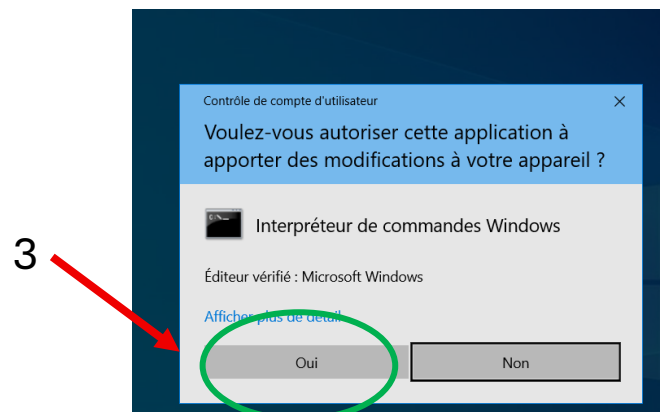 Contrôle de compte d'utilisateur
Voulez-vous autoriser cette application à
apporter des modifications à votre appareil ?
Interpréteur de commandes Windows
3
Éditeur vérifié : Microsoft Windows
Afficher plus de détail
Oui
Non